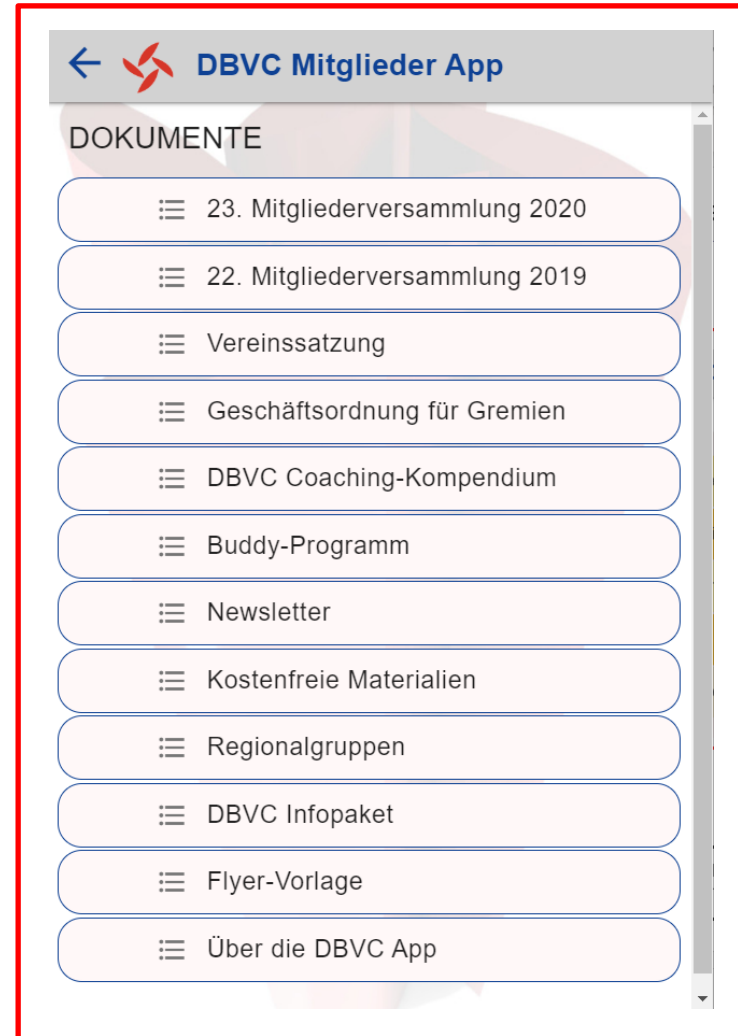 DBVC Mitglieder App
DOKUMENTE
23. Mitgliederversammlung 2020
22. Mitgliederversammlung 2019
Vereinssatzung
Geschäftsordnung für Gremien
DBVC Coaching-Kompendium
Buddy-Programm
Newsletter
Kostenfreie Materialien
Regionalgruppen
DBVC Infopaket
Flyer-Vorlage
Über die DBVC App